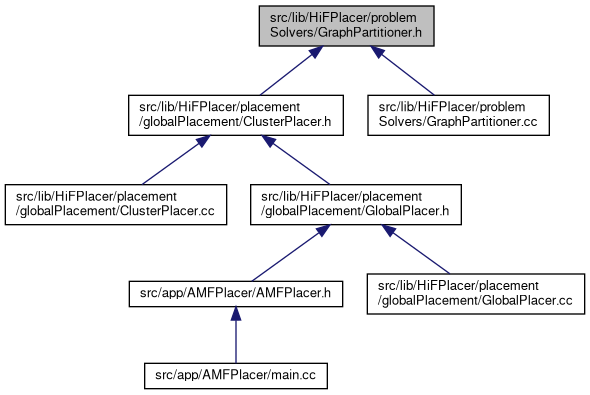 src/lib/HiFPlacer/problem
Solvers/GraphPartitioner.h
src/lib/HiFPlacer/placement
/globalPlacement/ClusterPlacer.h
src/lib/HiFPlacer/problem
Solvers/GraphPartitioner.cc
src/lib/HiFPlacer/placement
/globalPlacement/ClusterPlacer.cc
src/lib/HiFPlacer/placement
/globalPlacement/GlobalPlacer.h
src/app/AMFPlacer/AMFPlacer.h
src/lib/HiFPlacer/placement
/globalPlacement/GlobalPlacer.cc
src/app/AMFPlacer/main.cc